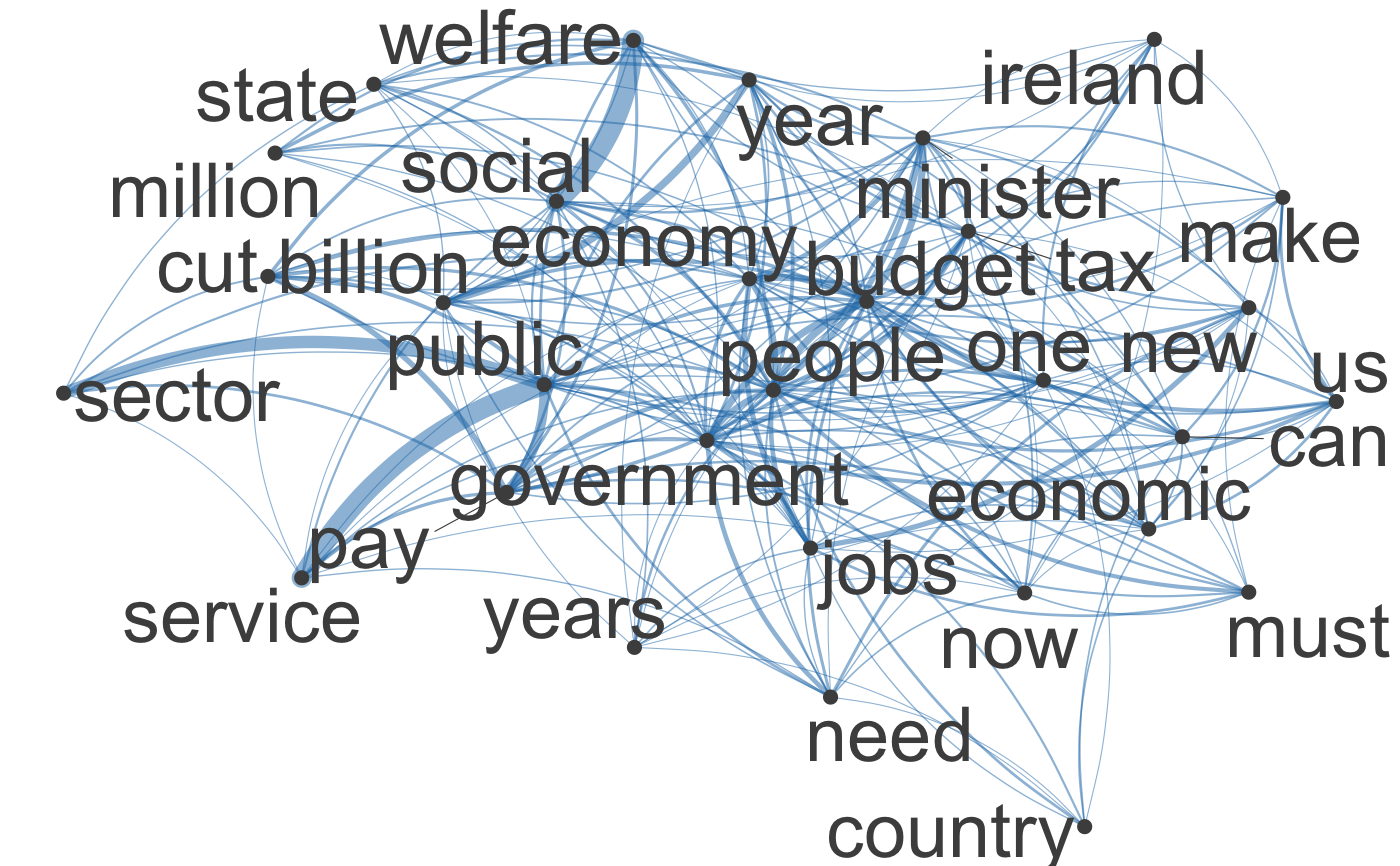 welfare
ireland
state
year
social
million
minister
make
economy
cut
billion
budget
tax
public
people
one
new
us
sector
can
government
economic
pay
jobs
service
years
now
must
need
country